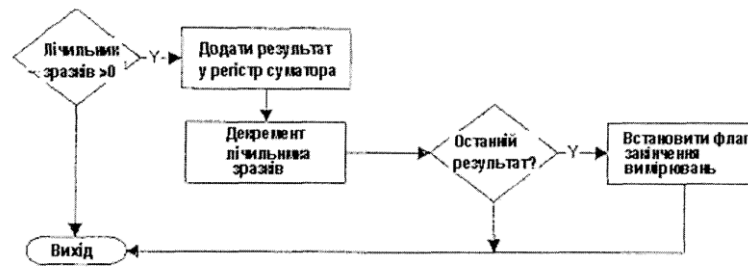 Лічильник
зразків >0
Y
Додати результат
у регістр суматора
Декремент
лічильника
зразків
Останній
результат?
Y
Встановити флаг
закінчення
вимірювань
Вихід